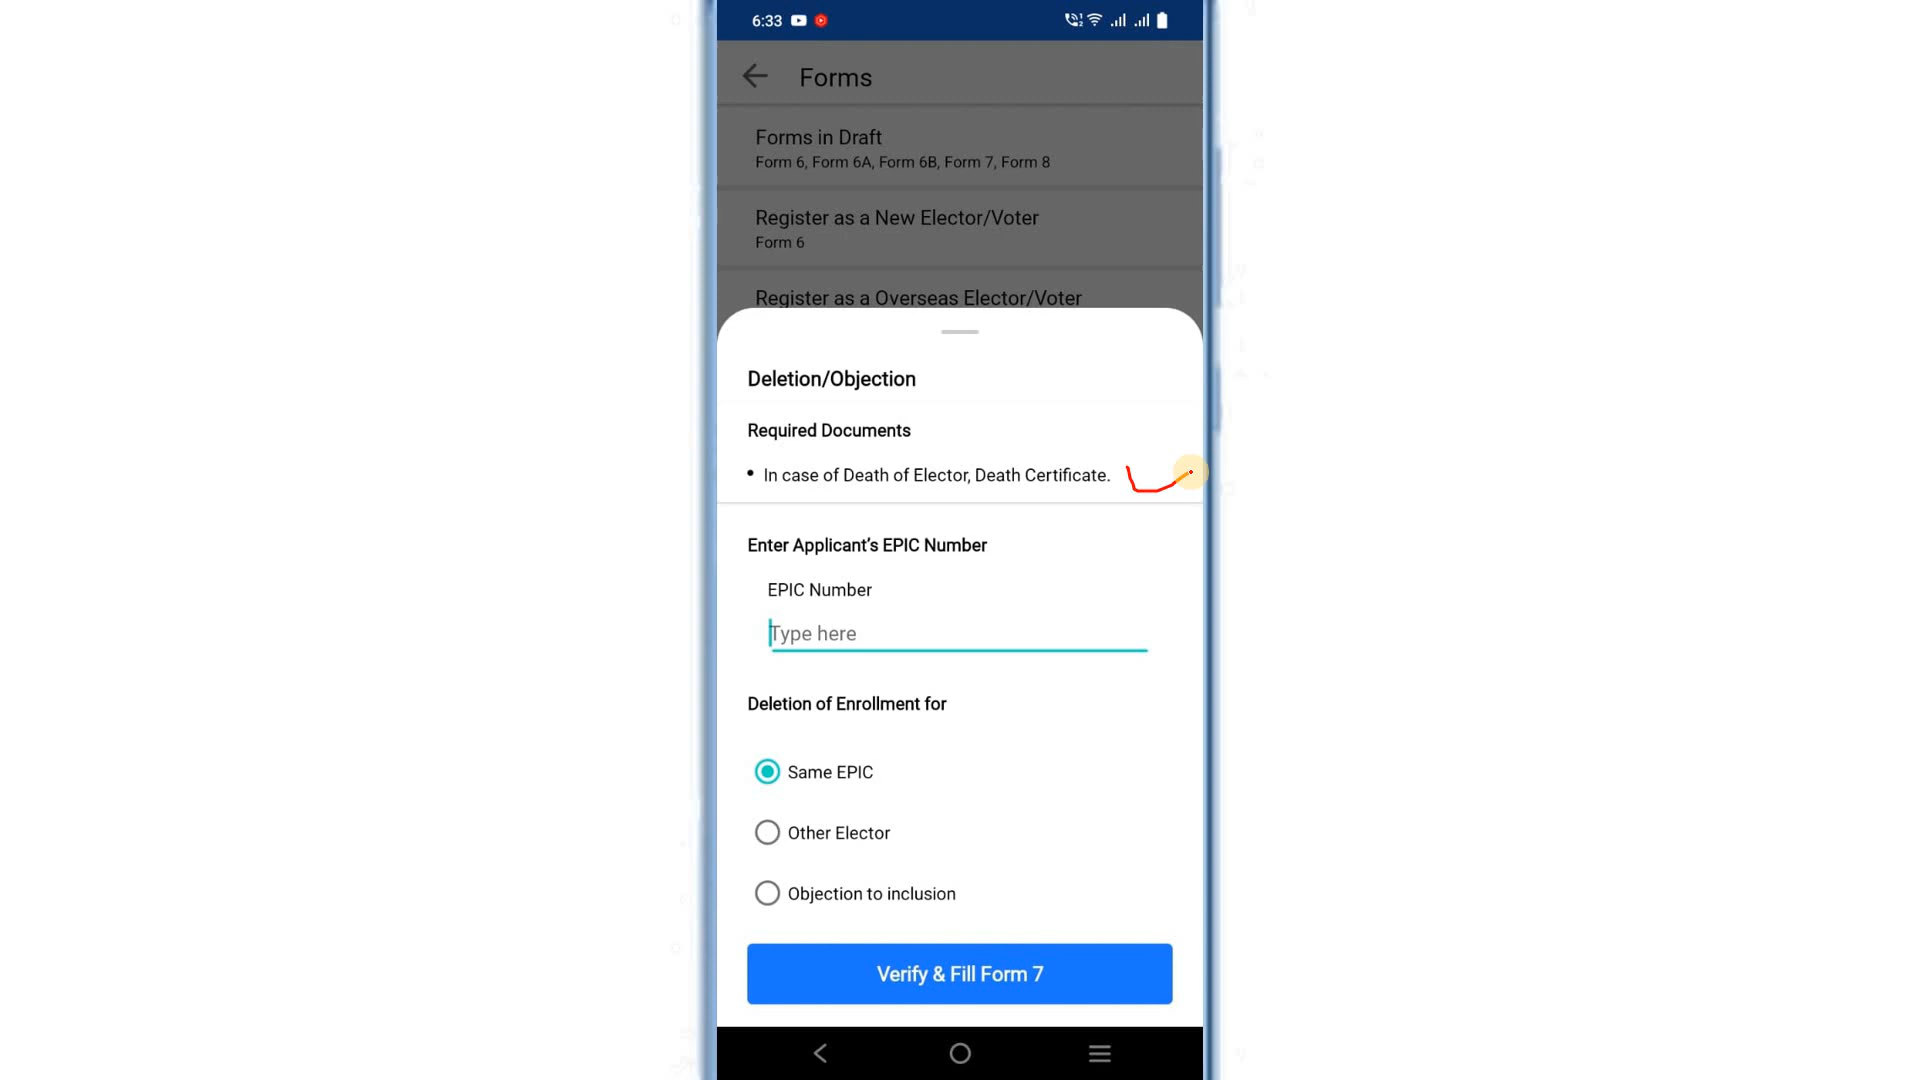 6:33
Forms
Forms in Draft
Form 6, Form 6A, Form 6B, Form 7, Form 8
Register as a New Elector/Voter
Form 6
Register as a Overseas Elector/Voter
Deletion/Objection
Required Documents
• In case of Death of Elector, Death Certificate.
Enter Applicant’s EPIC Number
EPIC Number
Type here
Deletion of Enrollment for
Same EPIC
Other Elector
Objection to inclusion
Verify & Fill Form 7